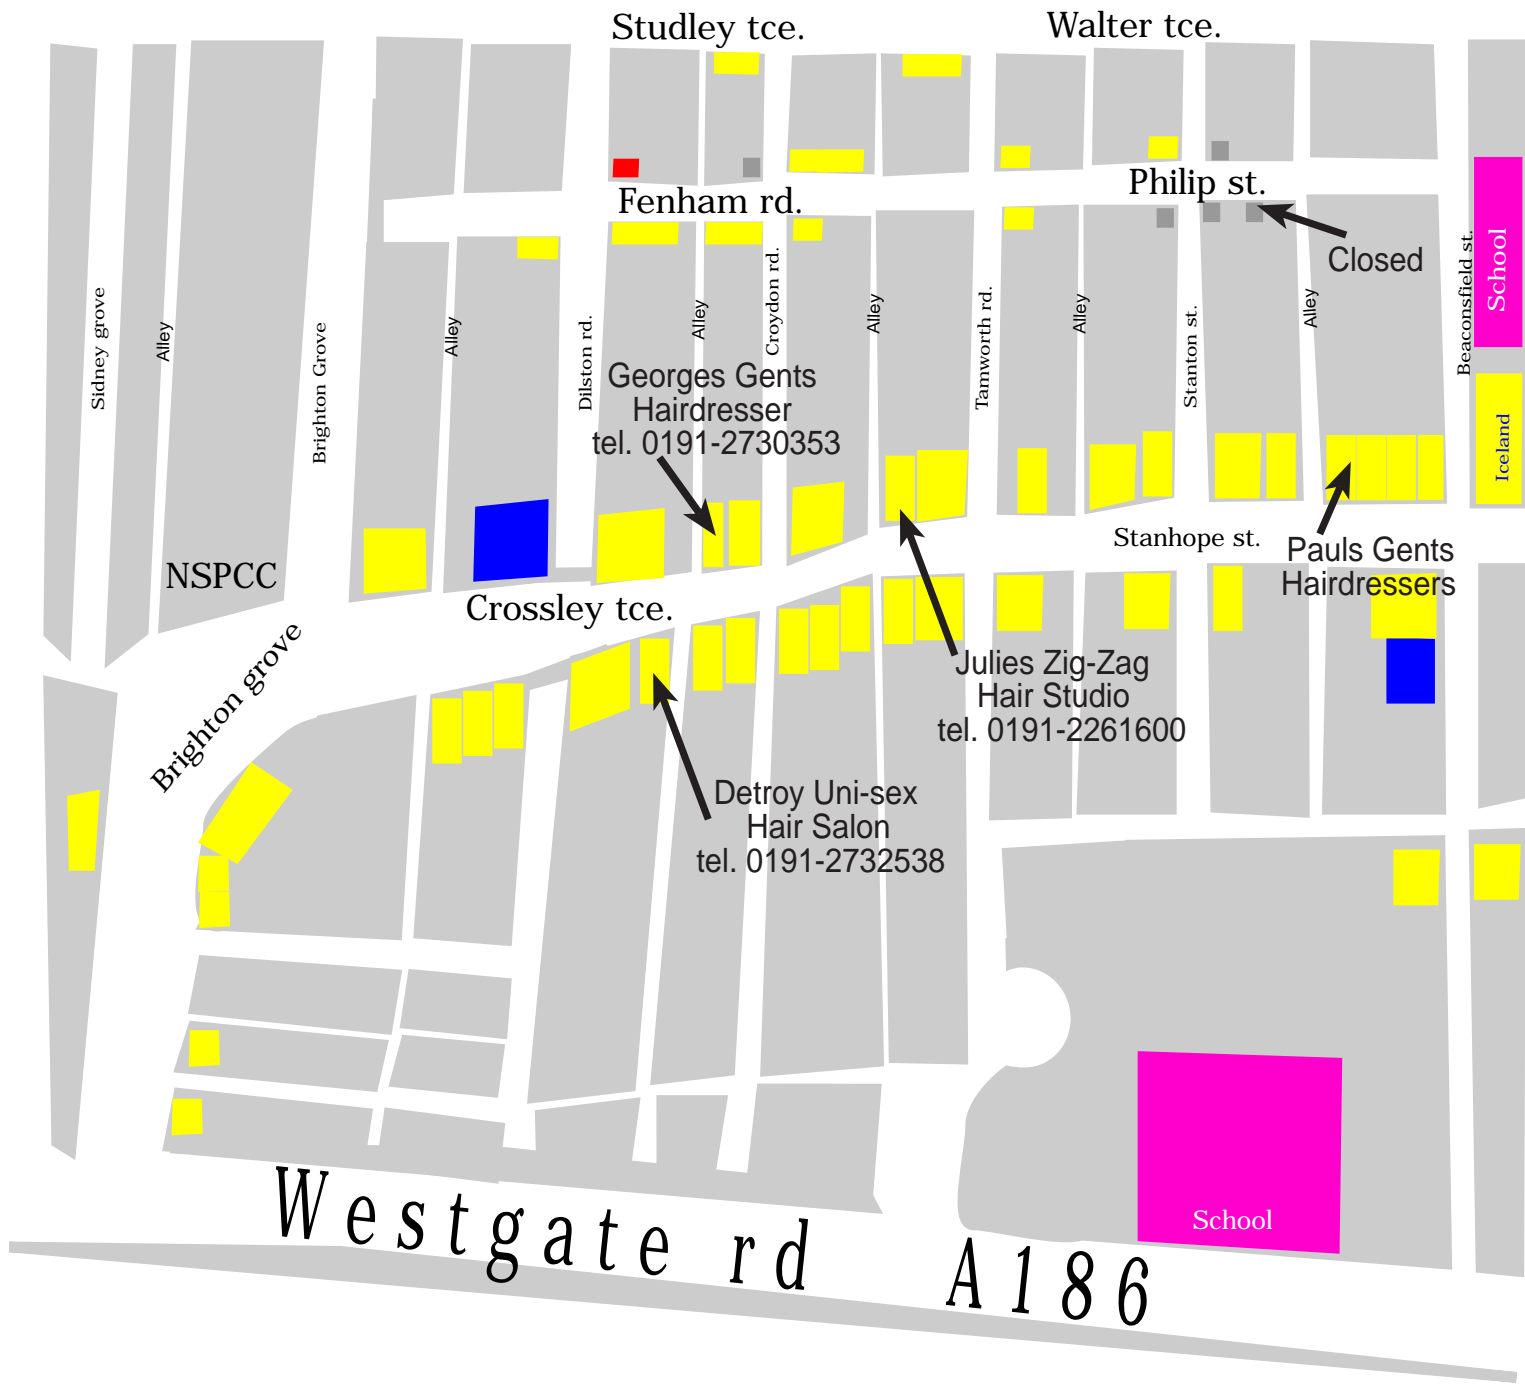 Studley tce.
Walter tce.
Fenham rd.
Philip st.
Closed
School
Sidney grove
Alley
Brighton Grove
Alley
Dilston rd.
Alley
Croydon rd.
Alley
Tamworth rd.
Alley
Stanton st.
Alley
Beaconsfield st.
Georges Gents
Hairdresser
tel. 0191-2730353
Iceland
Stanhope st.
Pauls Gents
Hairdressers
NSPCC
Crossley tce.
Brighton grove
Julies Zig-Zag
Hair Studio
tel. 0191-2261600
Detroy Uni-sex
Hair Salon
tel. 0191-2732538
School
Westgate rd A186